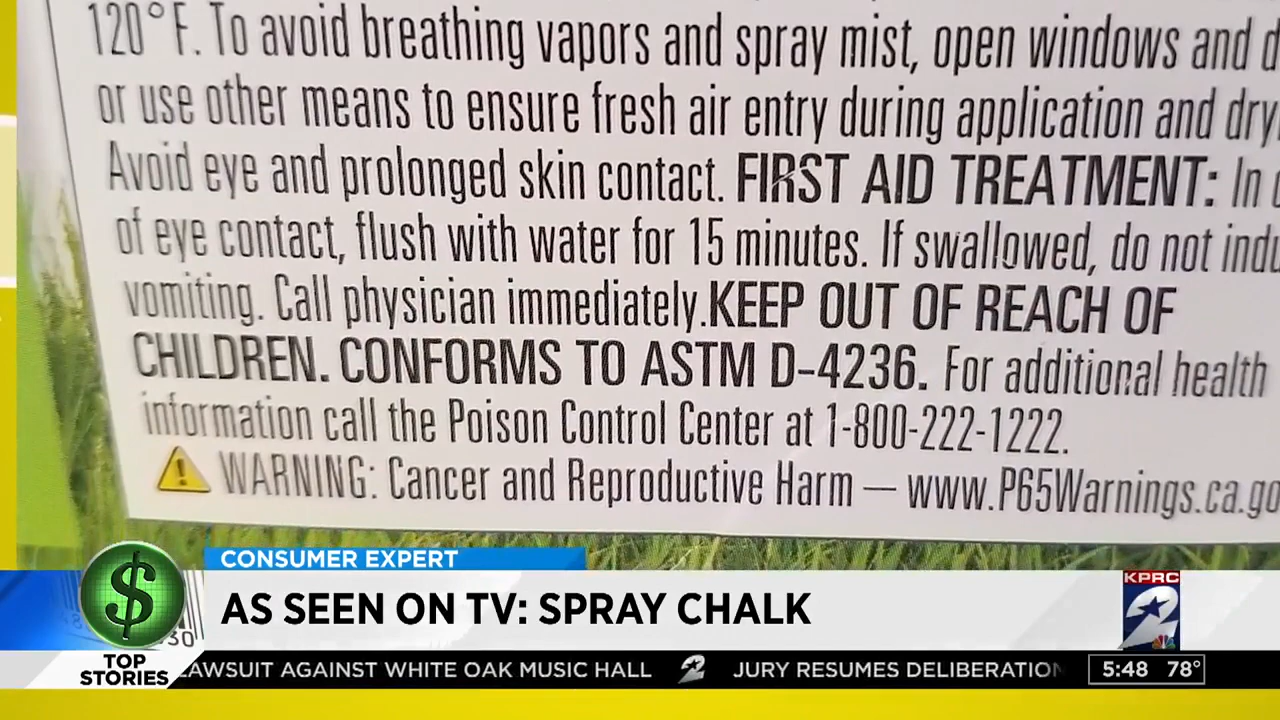 120° F. To avoid breathing vapors and spray mist, open windows and
or use other means to ensure fresh air entry during application and
Avoid eye and prolonged skin contact. FIRST AID TREATMENT: In
of eye contact, flush with water for 15 minutes. If swallowed, do not
vomiting. Call physician immediately.KEEP OUT OF REACH OF
CHILDREN. CONFORMS TO ASTM D-4236. For additional health
information call the Poison Control Center at 1-800-222-1222.
WARNING: Cancer and Reproductive Harm — www.P65Warnings.ca.go
CONSUMER EXPERT
$
AS SEEN ON TV: SPRAY CHALK
KPRC
2
TOP
STORIES
AWSUIT AGAINST WHITE OAK MUSIC HALL 2 JURY RESUMES DELIBERATION
5:48 78°